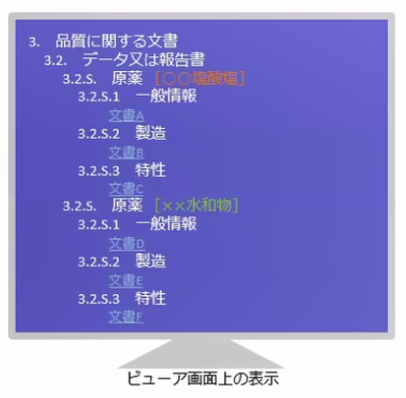 3. 品質に関する文書
3.2. データ又は報告書
3.2.S. 原薬 [○○塩酸塩]
3.2.S.1 一般情報
文書A
3.2.S.2 製造
文書B
3.2.S.3 特性
文書C
3.2.S. 原薬 [××水和物]
3.2.S.1 一般情報
文書D
3.2.S.2 製造
文書E
3.2.S.3 特性
文書F
ビューア画面上の表示